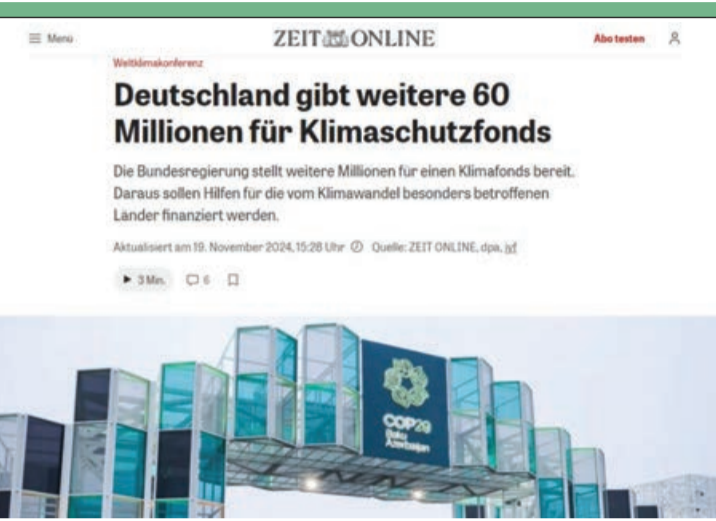 Menü
ZEIT ONLINE
Abo testen
Weltklimakonferenz
Deutschland gibt weitere 60
Millionen für Klimaschutzfonds
Die Bundesregierung stellt weitere Millionen für einen Klimafonds bereit.
Daraus sollen Hilfen für die vom Klimawandel besonders betroffenen
Länder finanziert werden.
Aktualisiert am 19. November 2024, 15:28 Uhr
Quelle: ZEIT ONLINE, dpa, jvf
3 Min.
6
COP29
Baku
Azerbaijan